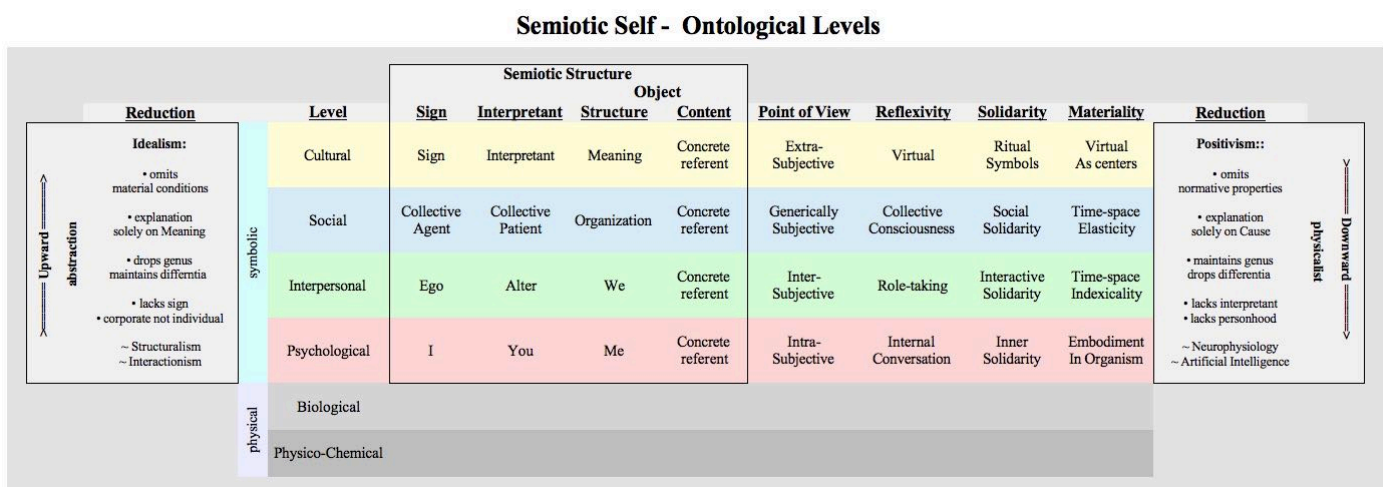 Semiotic Self - Ontological Levels
Semiotic Structure
Object
Reduction Level Sign Interpretant Structure Content Point of View Reflexivity Solidarity Materiality Reduction
<═══ Upward ═══>
abstraction
Idealism:
• omits
material conditions
• explanation
solely on Meaning
• drops genus
maintains differntia
• lacks sign
• corporate not individual
~ Structuralism
~ Interactionism
symbolic
Cultural Sign Interpretant Meaning Concrete referent Extra-Subjective Virtual Ritual Symbols Virtual As centers
Social Collective Agent Collective Patient Organization Concrete referent Generically Subjective Collective Consciousness Social Solidarity Time-space Elasticity
Interpersonal Ego Alter We Concrete referent Inter-Subjective Role-taking Interactive Solidarity Time-space Indexicality
Psychological I You Me Concrete referent Intra-Subjective Internal Conversation Inner Solidarity Embodiment In Organism
physical
Biological
Physico-Chemical
Positivism::
• omits
normative properties
• explanation
solely on Cause
• maintains genus
drops differentia
• lacks interpretant
• lacks personhood
~ Neurophysiology
~ Artificial Intelligence
physicalist
<═══ Downward ═══>